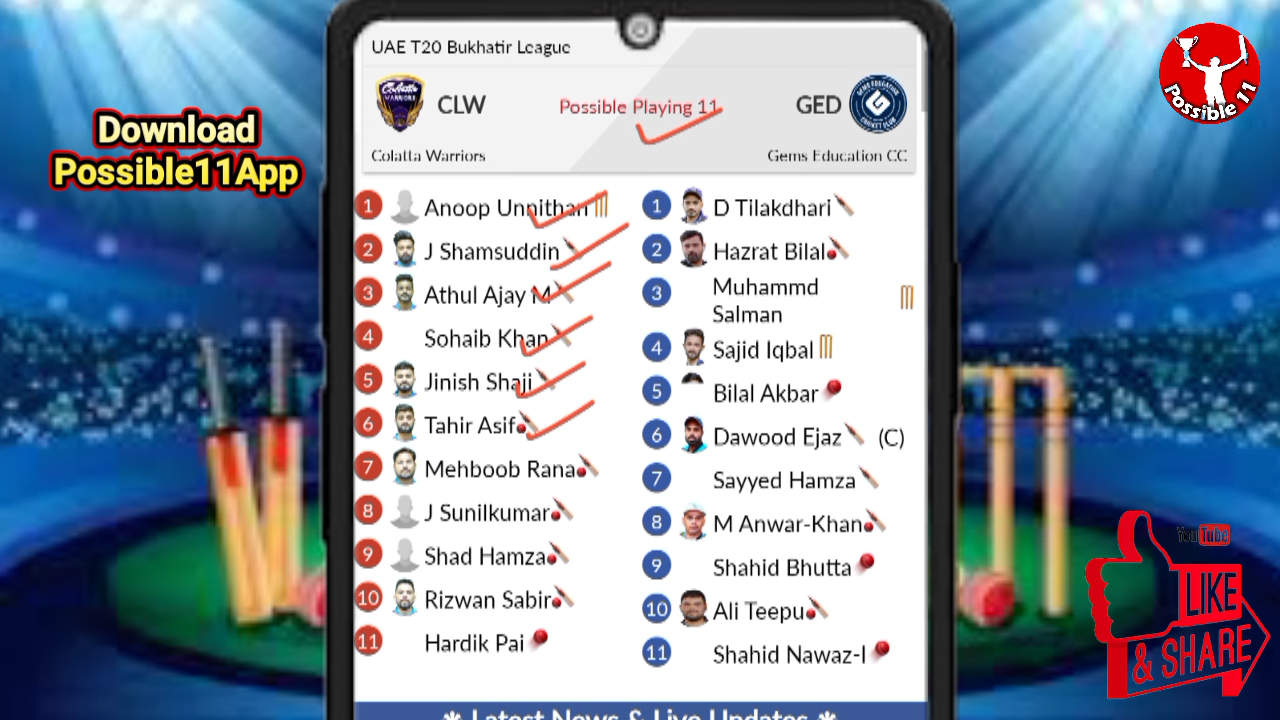 UAE T20 Bukhatir League
CLW
Possible Playing 11
GED
Colatta Warriors
Gems Education CC
Download
Possible11App
Possible 11
1 Anoop Unnithan
2 J Shamsuddin
3 Athul Ajay M
4 Sohaib Khan
5 Jinish Shaji
6 Tahir Asif
7 Mehboob Rana
8 J Sunilkumar
9 Shad Hamza
10 Rizwan Sabir
11 Hardik Pai
1 D Tilakdhari
2 Hazrat Bilal
3 Muhammd
Salman
4 Sajid Iqbal
5 Bilal Akbar
6 Dawood Ejaz (C)
7 Sayyed Hamza
8 M Anwar-Khan
9 Shahid Bhutta
10 Ali Teepu
11 Shahid Nawaz-I
YouTube
LIKE
& SHARE
* Latest News & Live Updates *